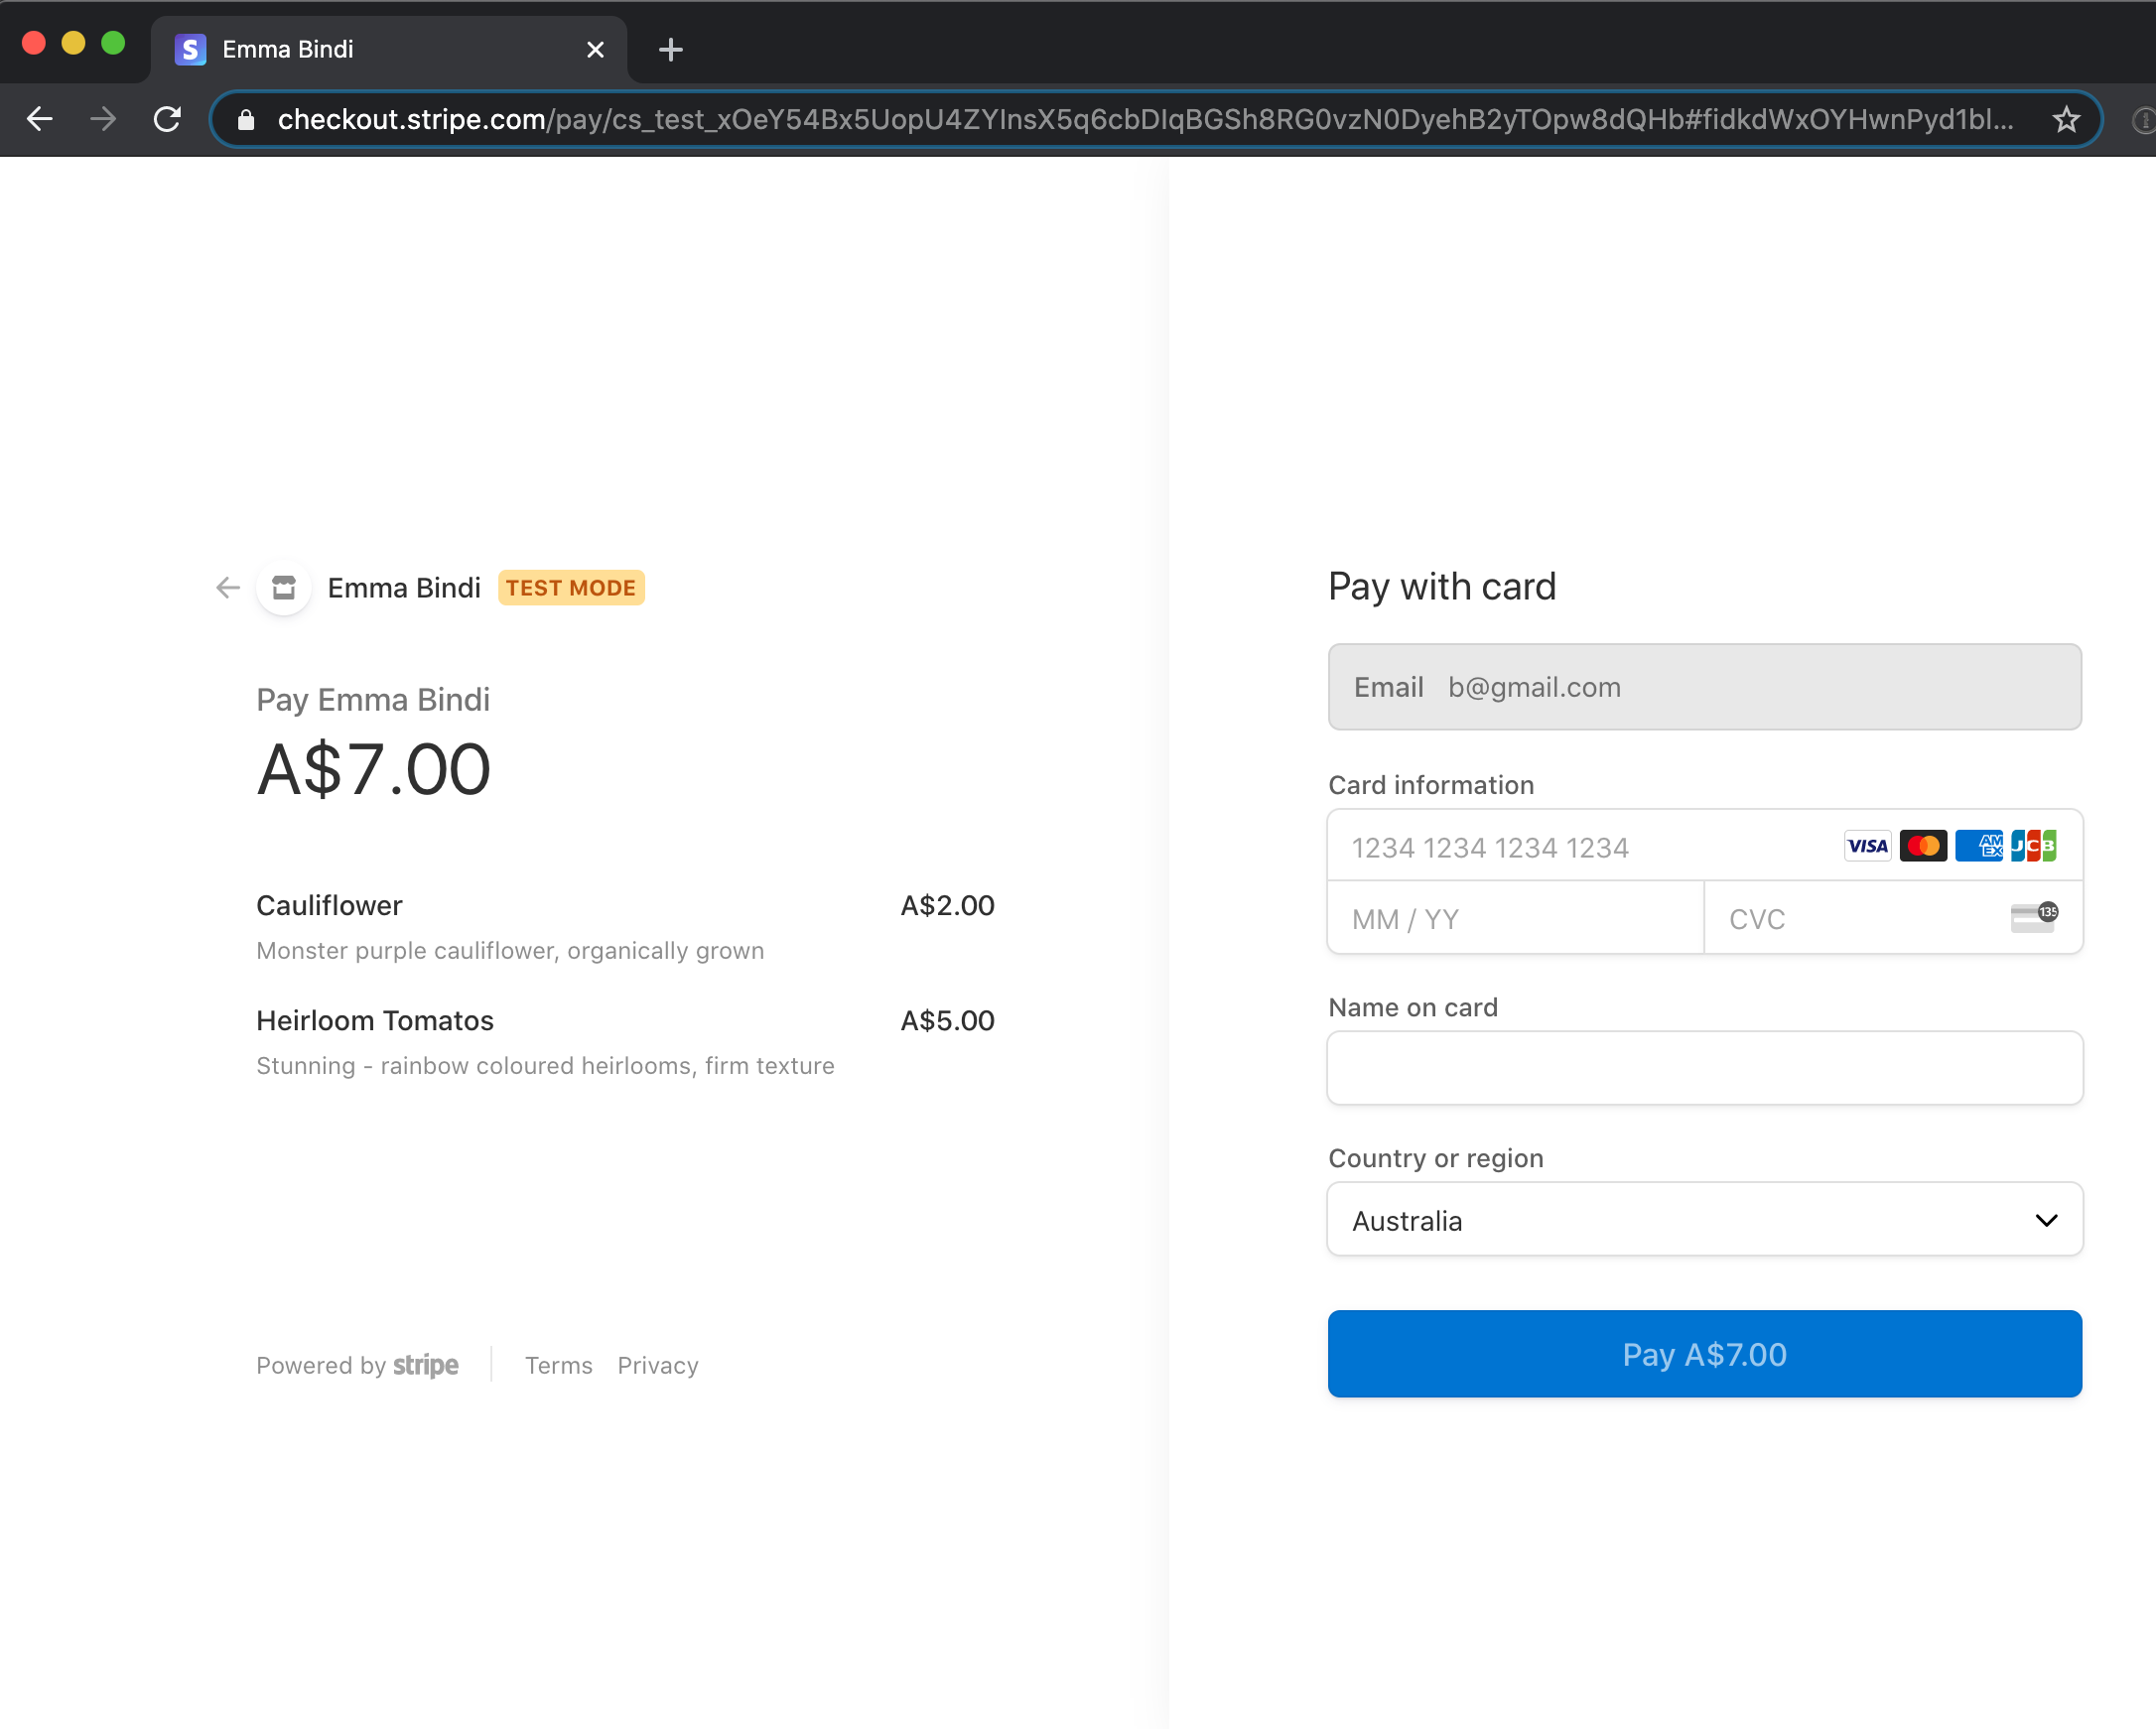 Emma Bindi
checkout.stripe.com/pay/cs_test_xOeY54Bx5UopU4ZYInsX5q6cbDIqBGSh8RG0vzN0DyehB2yTOpw8dQHb#fidkdWxOYHwnPyd1bl...
Emma Bindi TEST MODE
Pay Emma Bindi
A$7.00
Cauliflower A$2.00
Monster purple cauliflower, organically grown
Heirloom Tomatos A$5.00
Stunning - rainbow coloured heirlooms, firm texture
Powered by stripe Terms Privacy
Pay with card
Email b@gmail.com
Card information
1234 1234 1234 1234 VISA AMEX JCB
MM / YY CVC 135
Name on card
Country or region
Australia
Pay A$7.00